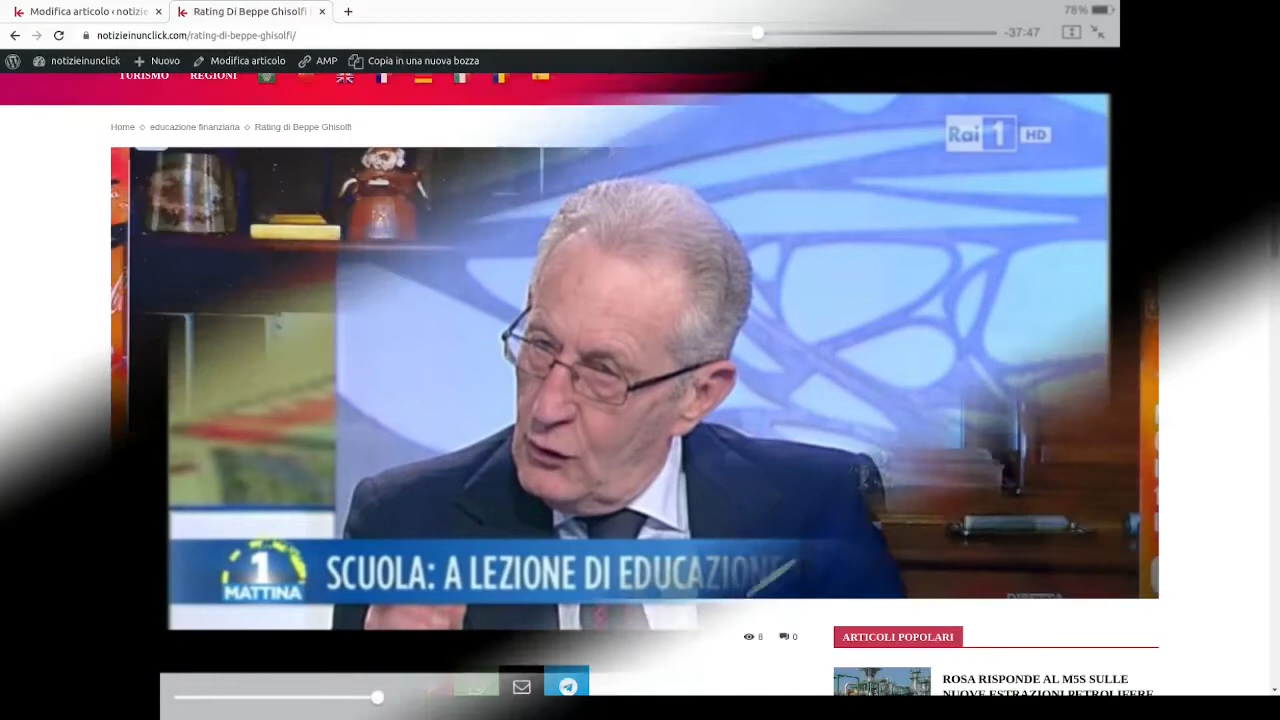 Modifica articolo ‹ notizie
Rating Di Beppe Ghisolfi
78%
notizieinunclick.com/rating-di-beppe-ghisolfi/
-37:47
notizieinunclick
Nuovo
Modifica articolo
AMP
Copia in una nuova bozza
TURISMO
REGIONI
Home
educazione finanziaria
Rating di Beppe Ghisolfi
Rai 1 HD
1
MATTINA
SCUOLA: A LEZIONE DI EDUCAZIONE
8
0
ARTICOLI POPOLARI
ROSA RISPONDE AL M5S SULLE
NUOVE ESTRAZIONI PETROLIFERE